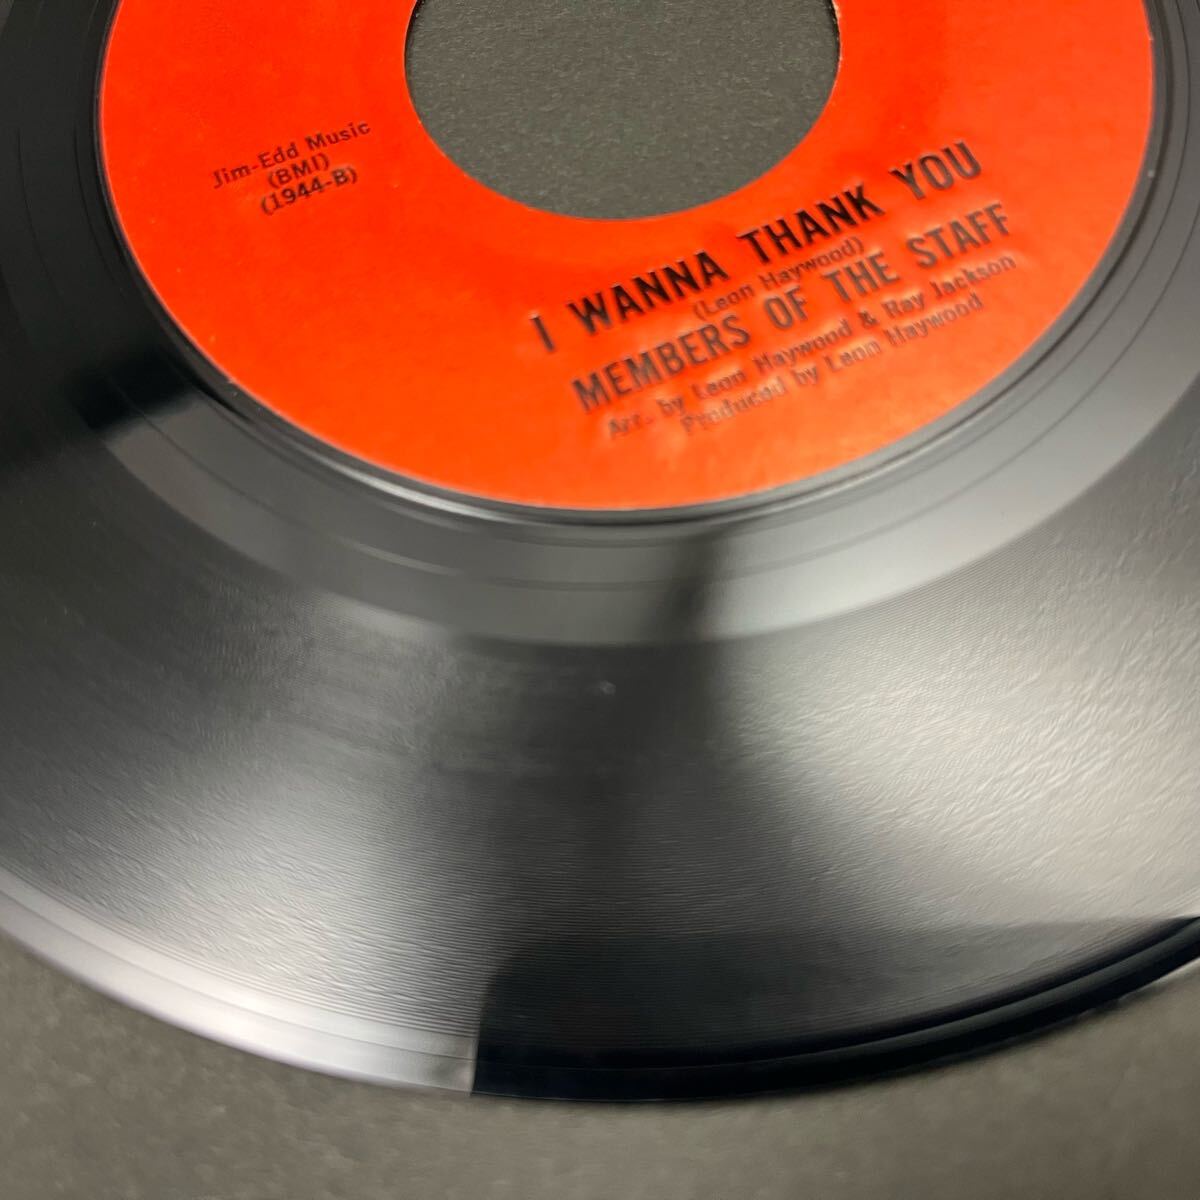 Jim-Edd Music
(BMI)
(1944-B)
I WANNA THANK YOU
(Leon Haywood)
MEMBERS OF THE STAFF
Arr. by Leon Haywood & Ray Jackson
Produced by Leon Haywood